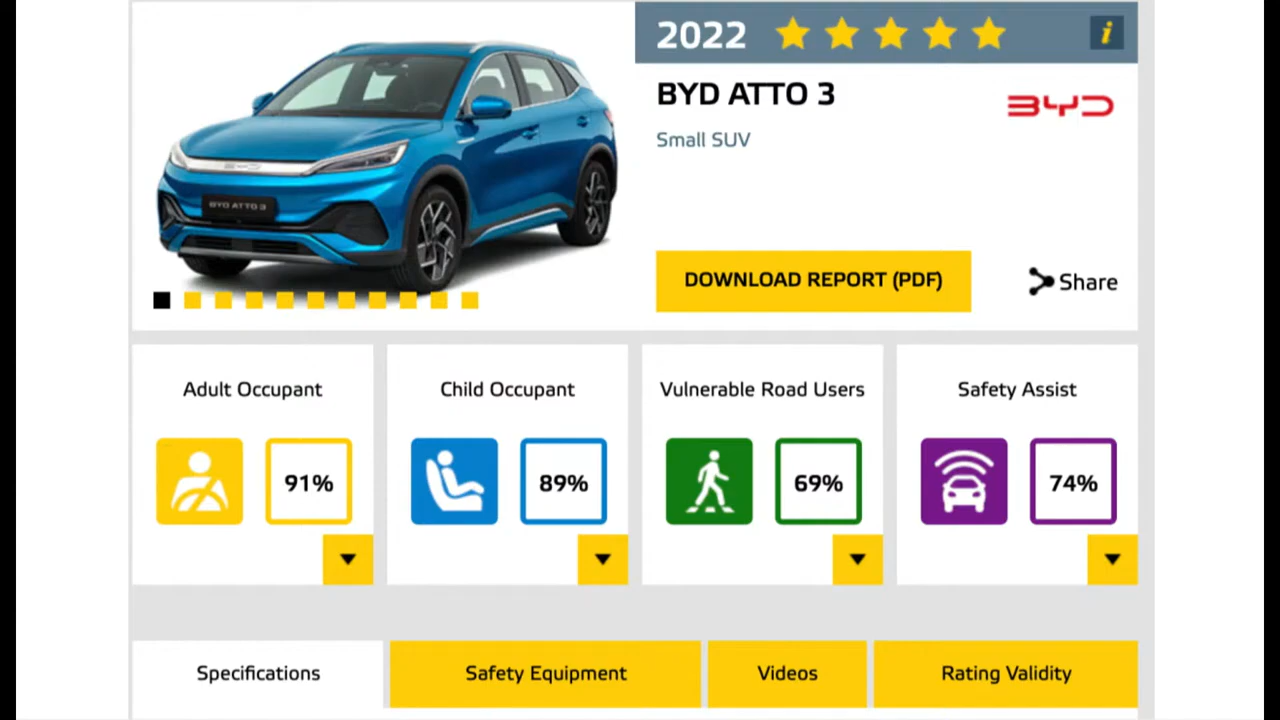 2022
i
BYD ATTO 3
BYD
Small SUV
BYD
BYD ATTO 3
DOWNLOAD REPORT (PDF)
Share
Adult Occupant
Child Occupant
Vulnerable Road Users
Safety Assist
91%
89%
69%
74%
Specifications
Safety Equipment
Videos
Rating Validity